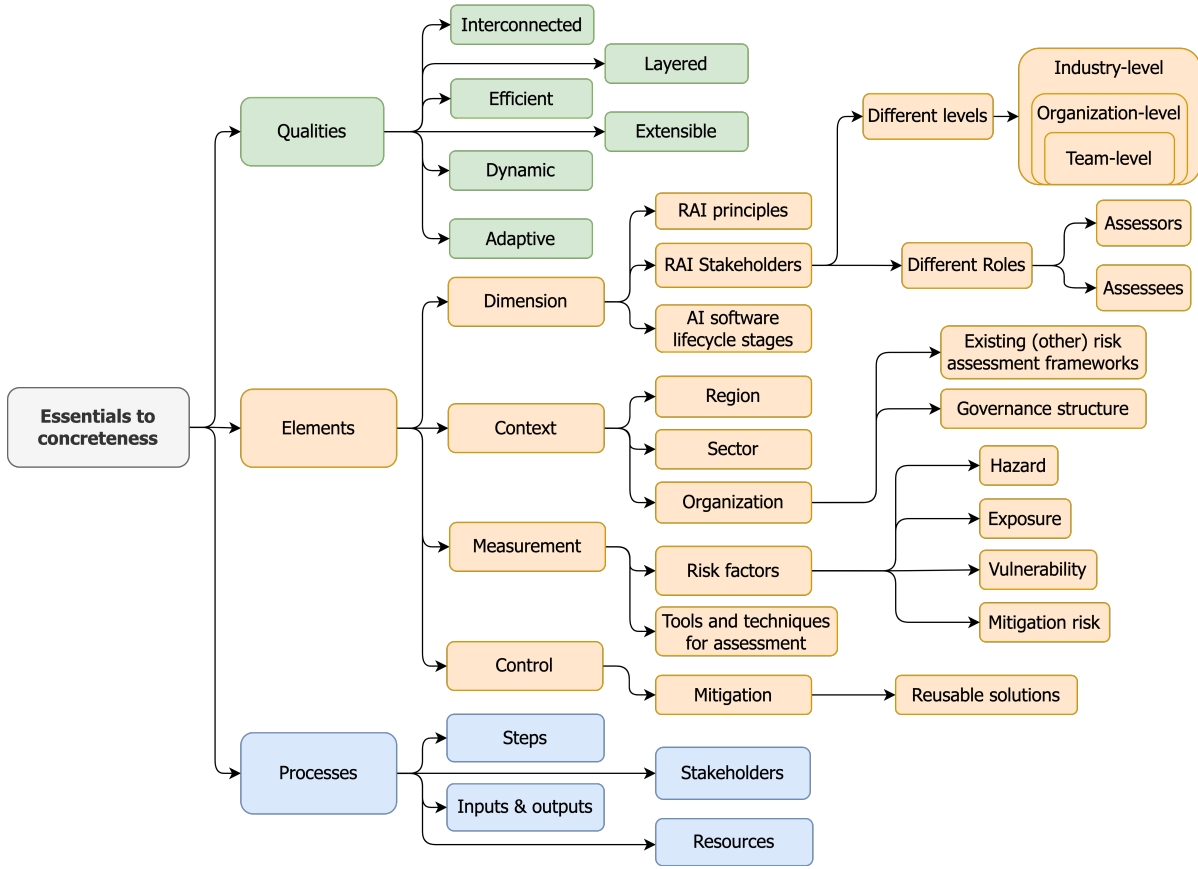 Essentials to
concreteness
Qualities
Interconnected
Layered
Efficient
Extensible
Dynamic
Adaptive
Elements
Dimension
RAI principles
RAI Stakeholders
Different levels
Industry-level
Organization-level
Team-level
Different Roles
Assessors
Assessees
AI software
lifecycle stages
Context
Region
Sector
Organization
Existing (other) risk
assessment frameworks
Governance structure
Measurement
Risk factors
Hazard
Exposure
Vulnerability
Mitigation risk
Tools and techniques
for assessment
Control
Mitigation
Reusable solutions
Processes
Steps
Stakeholders
Inputs & outputs
Resources